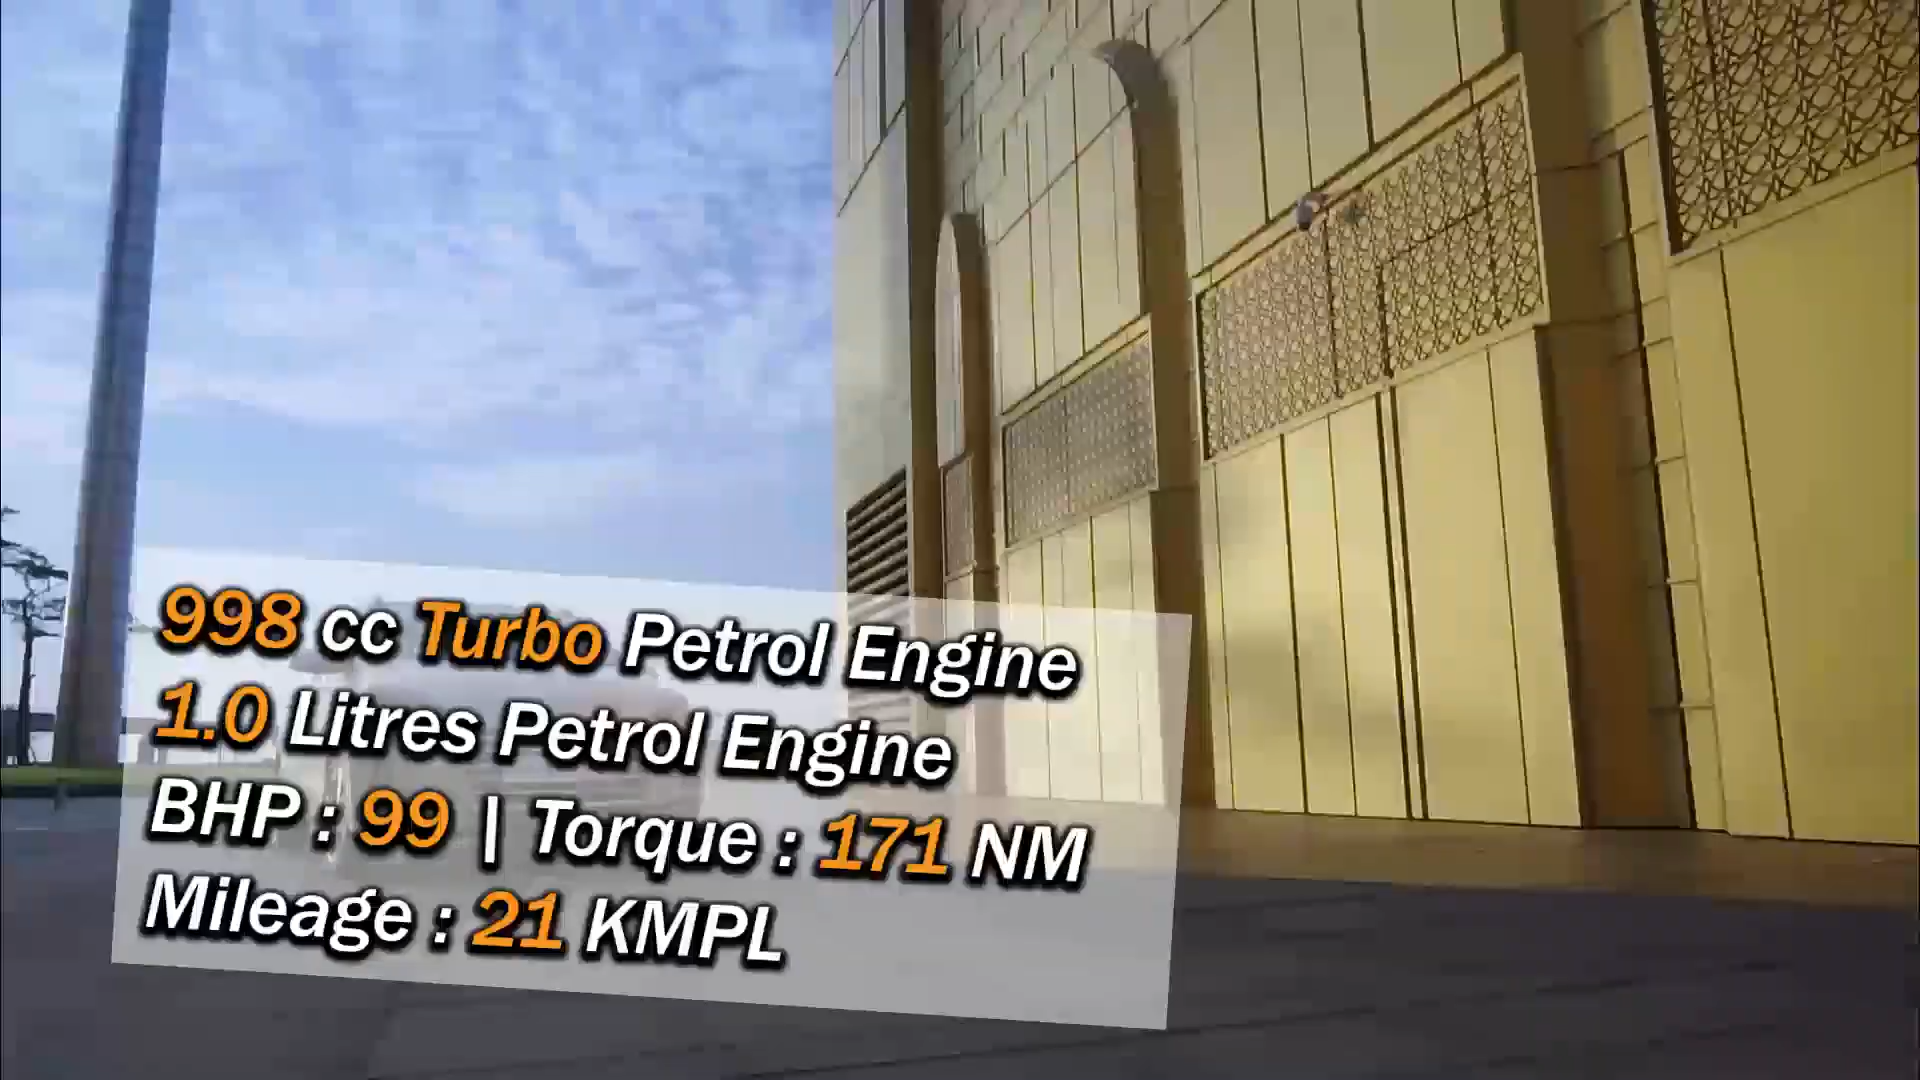 998 cc Turbo Petrol Engine
1.0 Litres Petrol Engine
BHP : 99 | Torque : 171 NM
Mileage : 21 KMPL